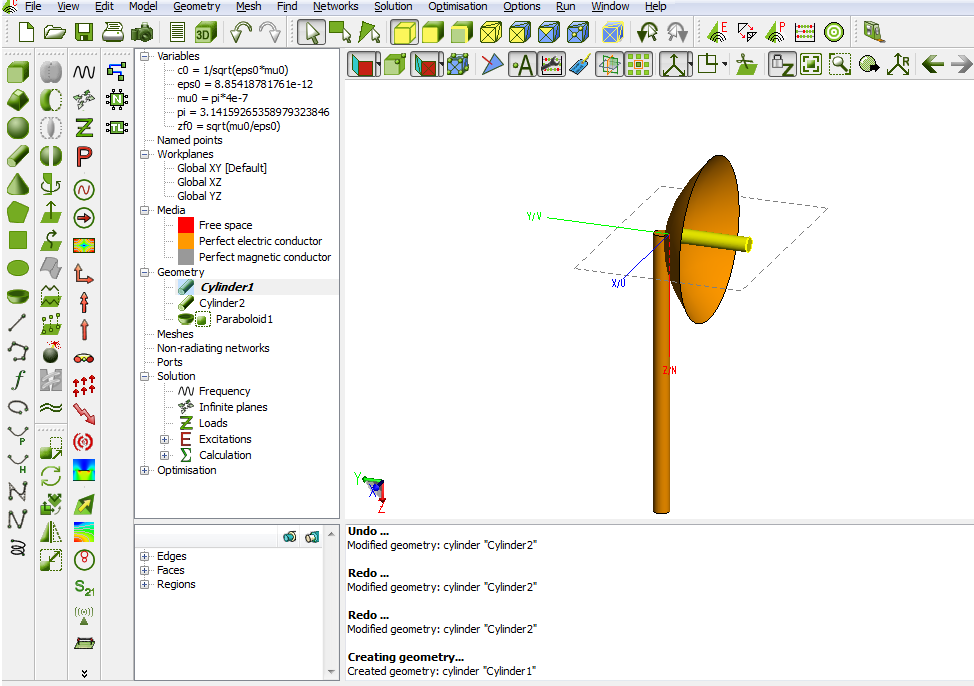 File View Edit Model Geometry Mesh Find Networks Solution Optimisation Options Run Window Help
3D
E
P
A
Z
R
Variables
c0 = 1/sqrt(eps0*mu0)
eps0 = 8.85418781761e-12
mu0 = pi*4e-7
pi = 3.14159265358979323846
zf0 = sqrt(mu0/eps0)
Named points
Workplanes
Global XY [Default]
Global XZ
Global YZ
Media
Free space
Perfect electric conductor
Perfect magnetic conductor
Geometry
Cylinder1
Cylinder2
Paraboloid1
Meshes
Non-radiating networks
Ports
Solution
Frequency
Infinite planes
Z Loads
E Excitations
Σ Calculation
Optimisation
N
TL
Z
P
f
P
H
N
N
S21
Y/V
X/U
Z/N
Y
X
Z
Edges
Faces
Regions
Undo ...
Modified geometry: cylinder "Cylinder2"
Redo ...
Modified geometry: cylinder "Cylinder2"
Redo ...
Modified geometry: cylinder "Cylinder2"
Creating geometry...
Created geometry: cylinder "Cylinder1"